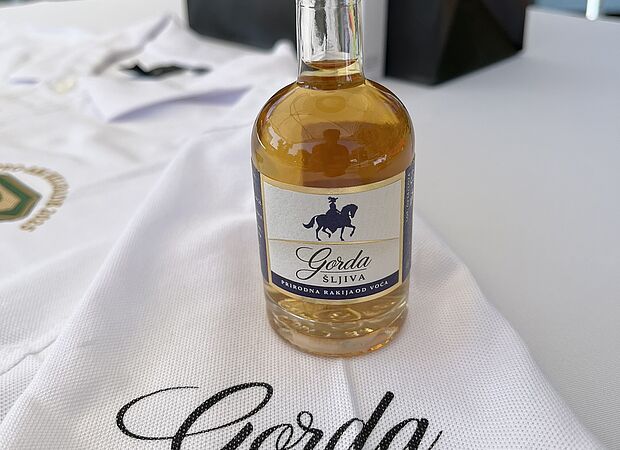 Gorda
ŠLJIVA
PRIRODNA RAKIJA OD VOĆA
Gorda